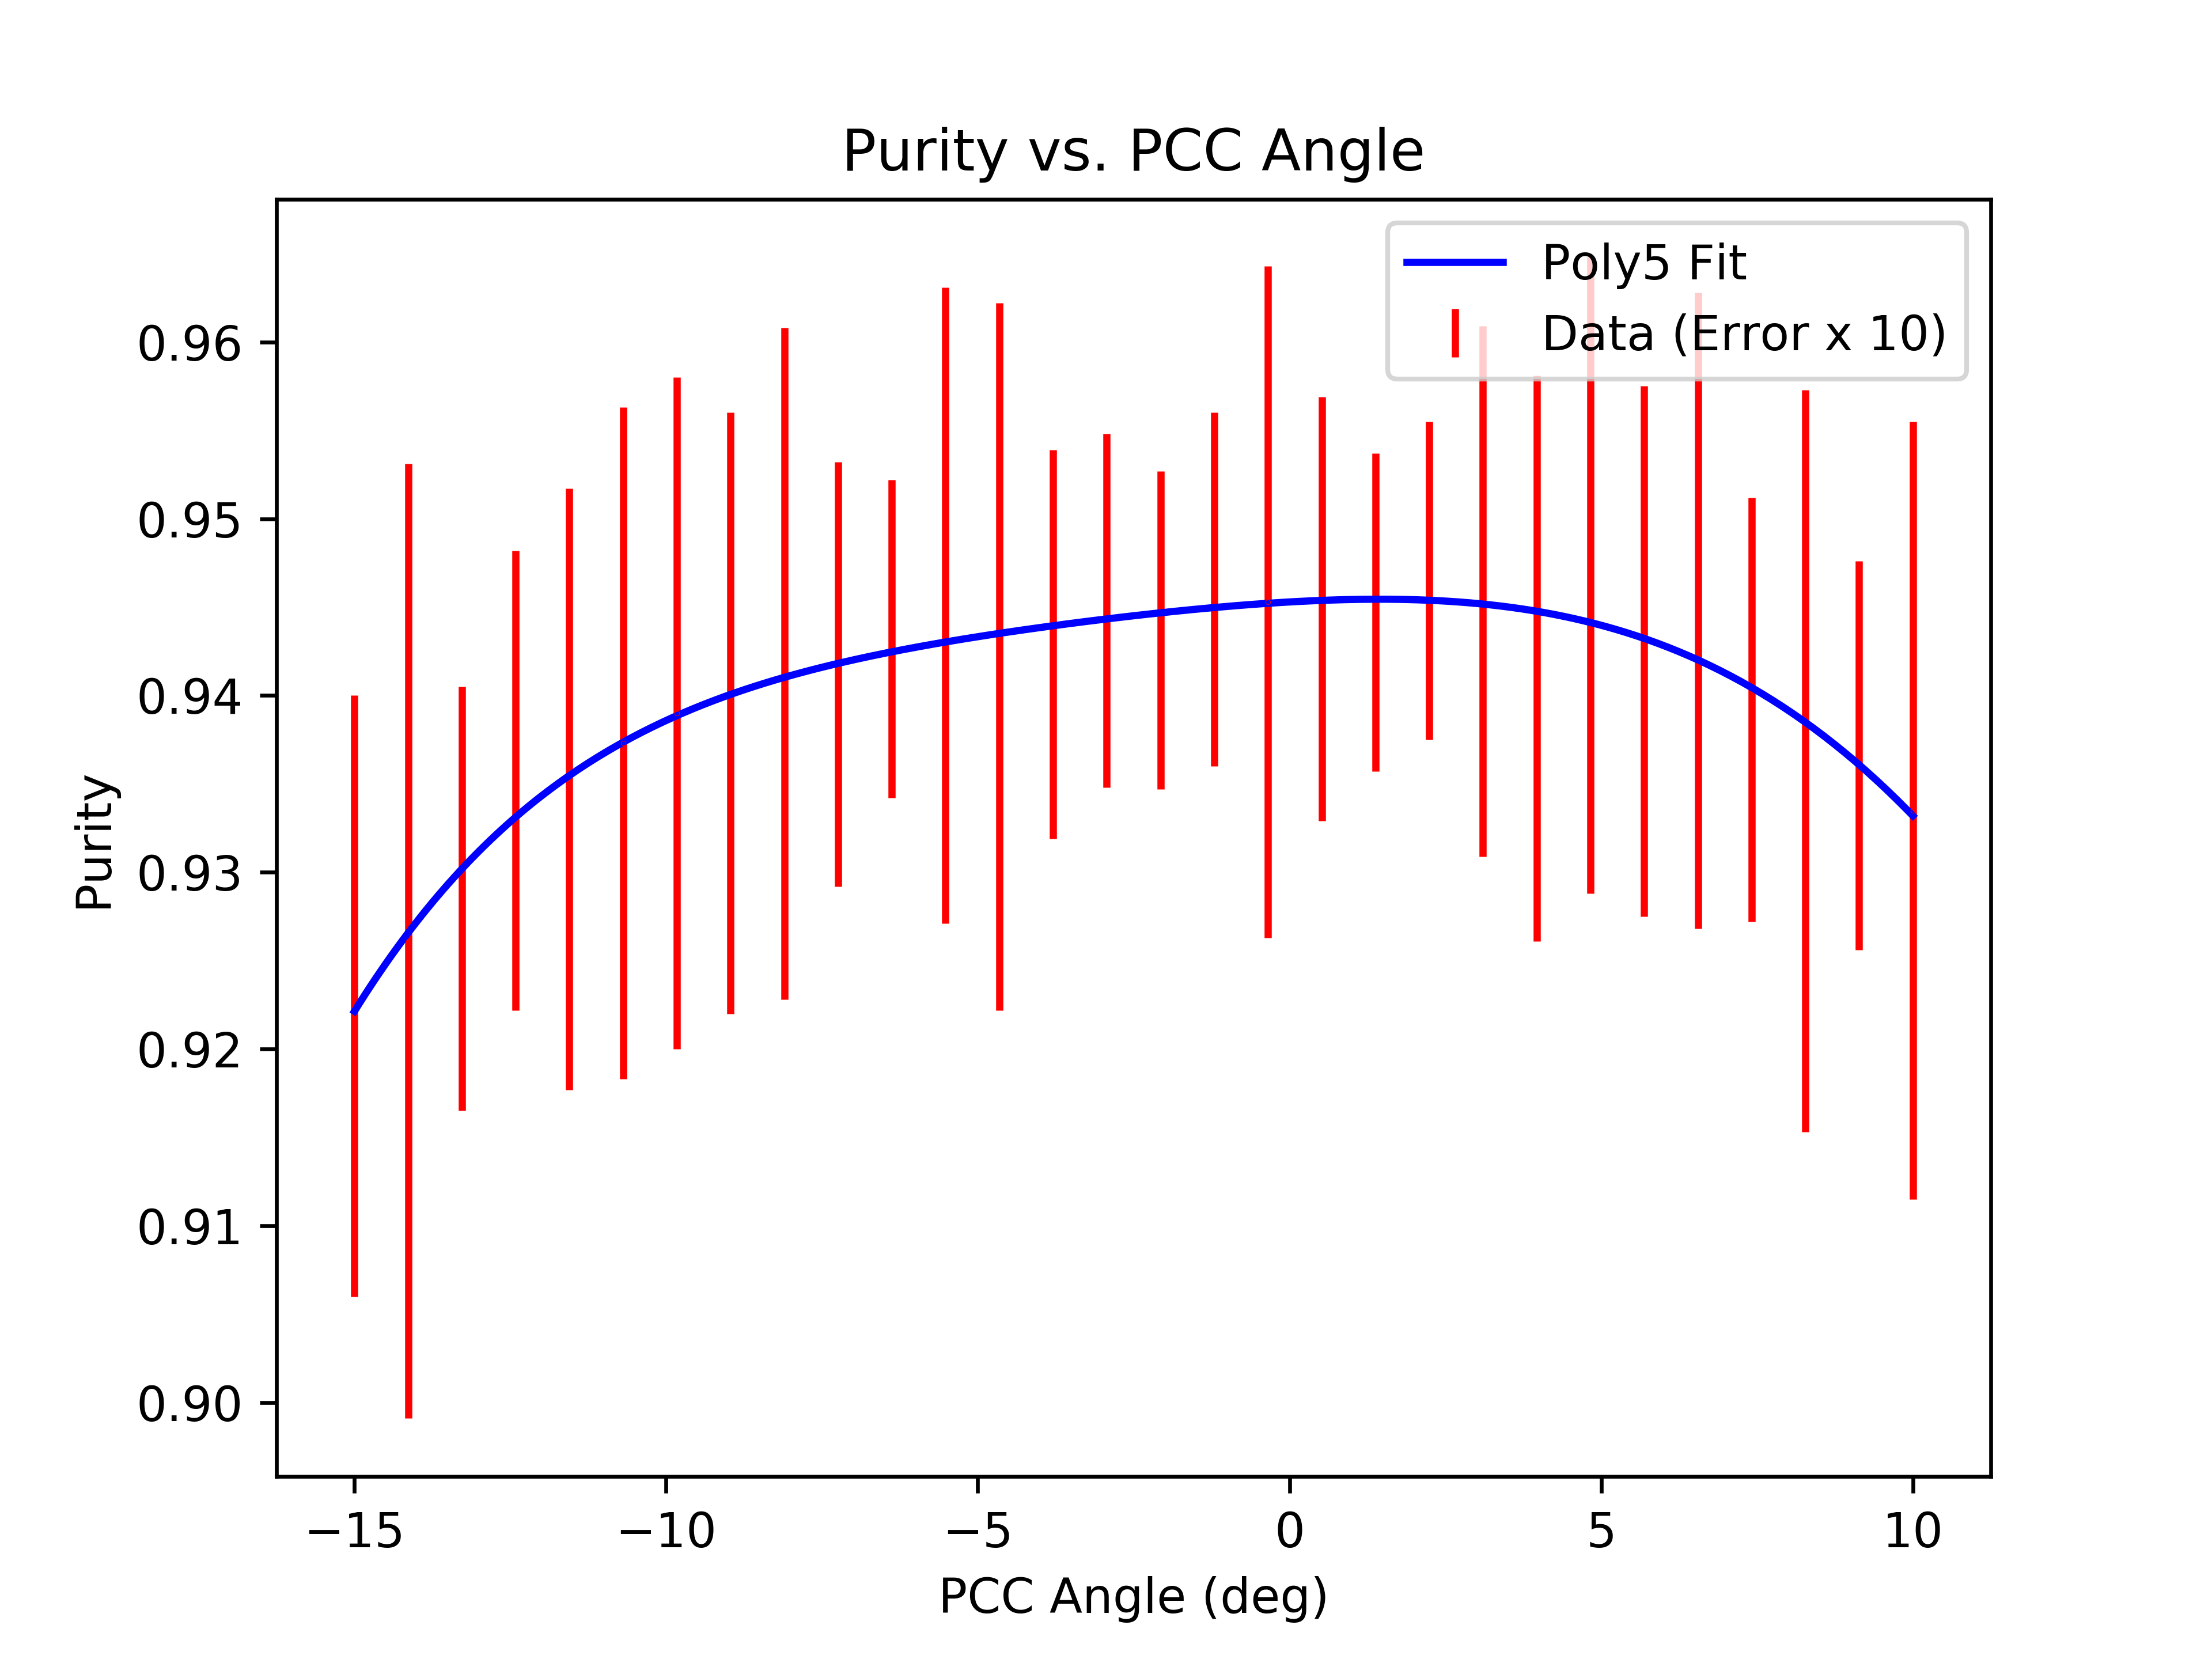 Purity vs. PCC Angle
Poly5 Fit
Data (Error x 10)
Purity
0.96
0.95
0.94
0.93
0.92
0.91
0.90
−15 −10 −5 0 5 10
PCC Angle (deg)